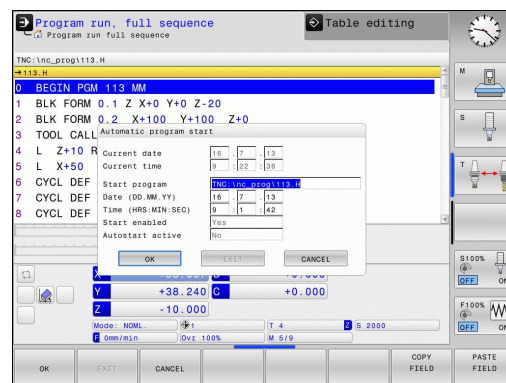 Program run, full sequence
Program run full sequence
Table editing
TNC:\nc_prog\113.H
→113.H
0 BEGIN PGM 113 MM
1 BLK FORM 0.1 Z X+0 Y+0 Z-20
2 BLK FORM 0.2 X+100 Y+100 Z+0
3 TOOL CALL
4 L Z+10 R
5 L X+50
6 CYCL DEF
7 CYCL DEF
8 CYCL DEF
Automatic program start
Current date 16 . 7 . 13
Current time 9 : 22 : 36
Start program TNC:\nc_prog\113.H
Date (DD.MM.YY) 16 . 7 . 13
Time (HRS:MIN:SEC) 9 : 1 : 42
Start enabled Yes
Autostart active No
OK EXIT CANCEL
X
Y +38.240 C +0.000
Z -10.000
Mode: NOML. 1 T 4 Z S 2000
F 0mm/min Ovr 100% M 5/9
M
S
T
S100%
OFF ON
F100%
OFF ON
OK EXIT CANCEL COPY FIELD PASTE FIELD